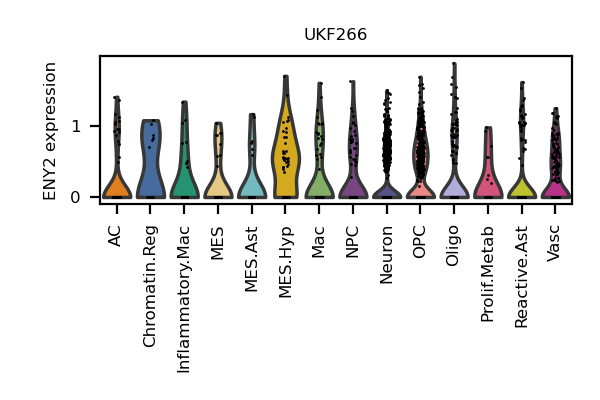 UKF266
ENY2 expression
1
0
AC
Chromatin.Reg
Inflammatory.Mac
MES
MES.Ast
MES.Hyp
Mac
NPC
Neuron
OPC
Oligo
Prolif.Metab
Reactive.Ast
Vasc